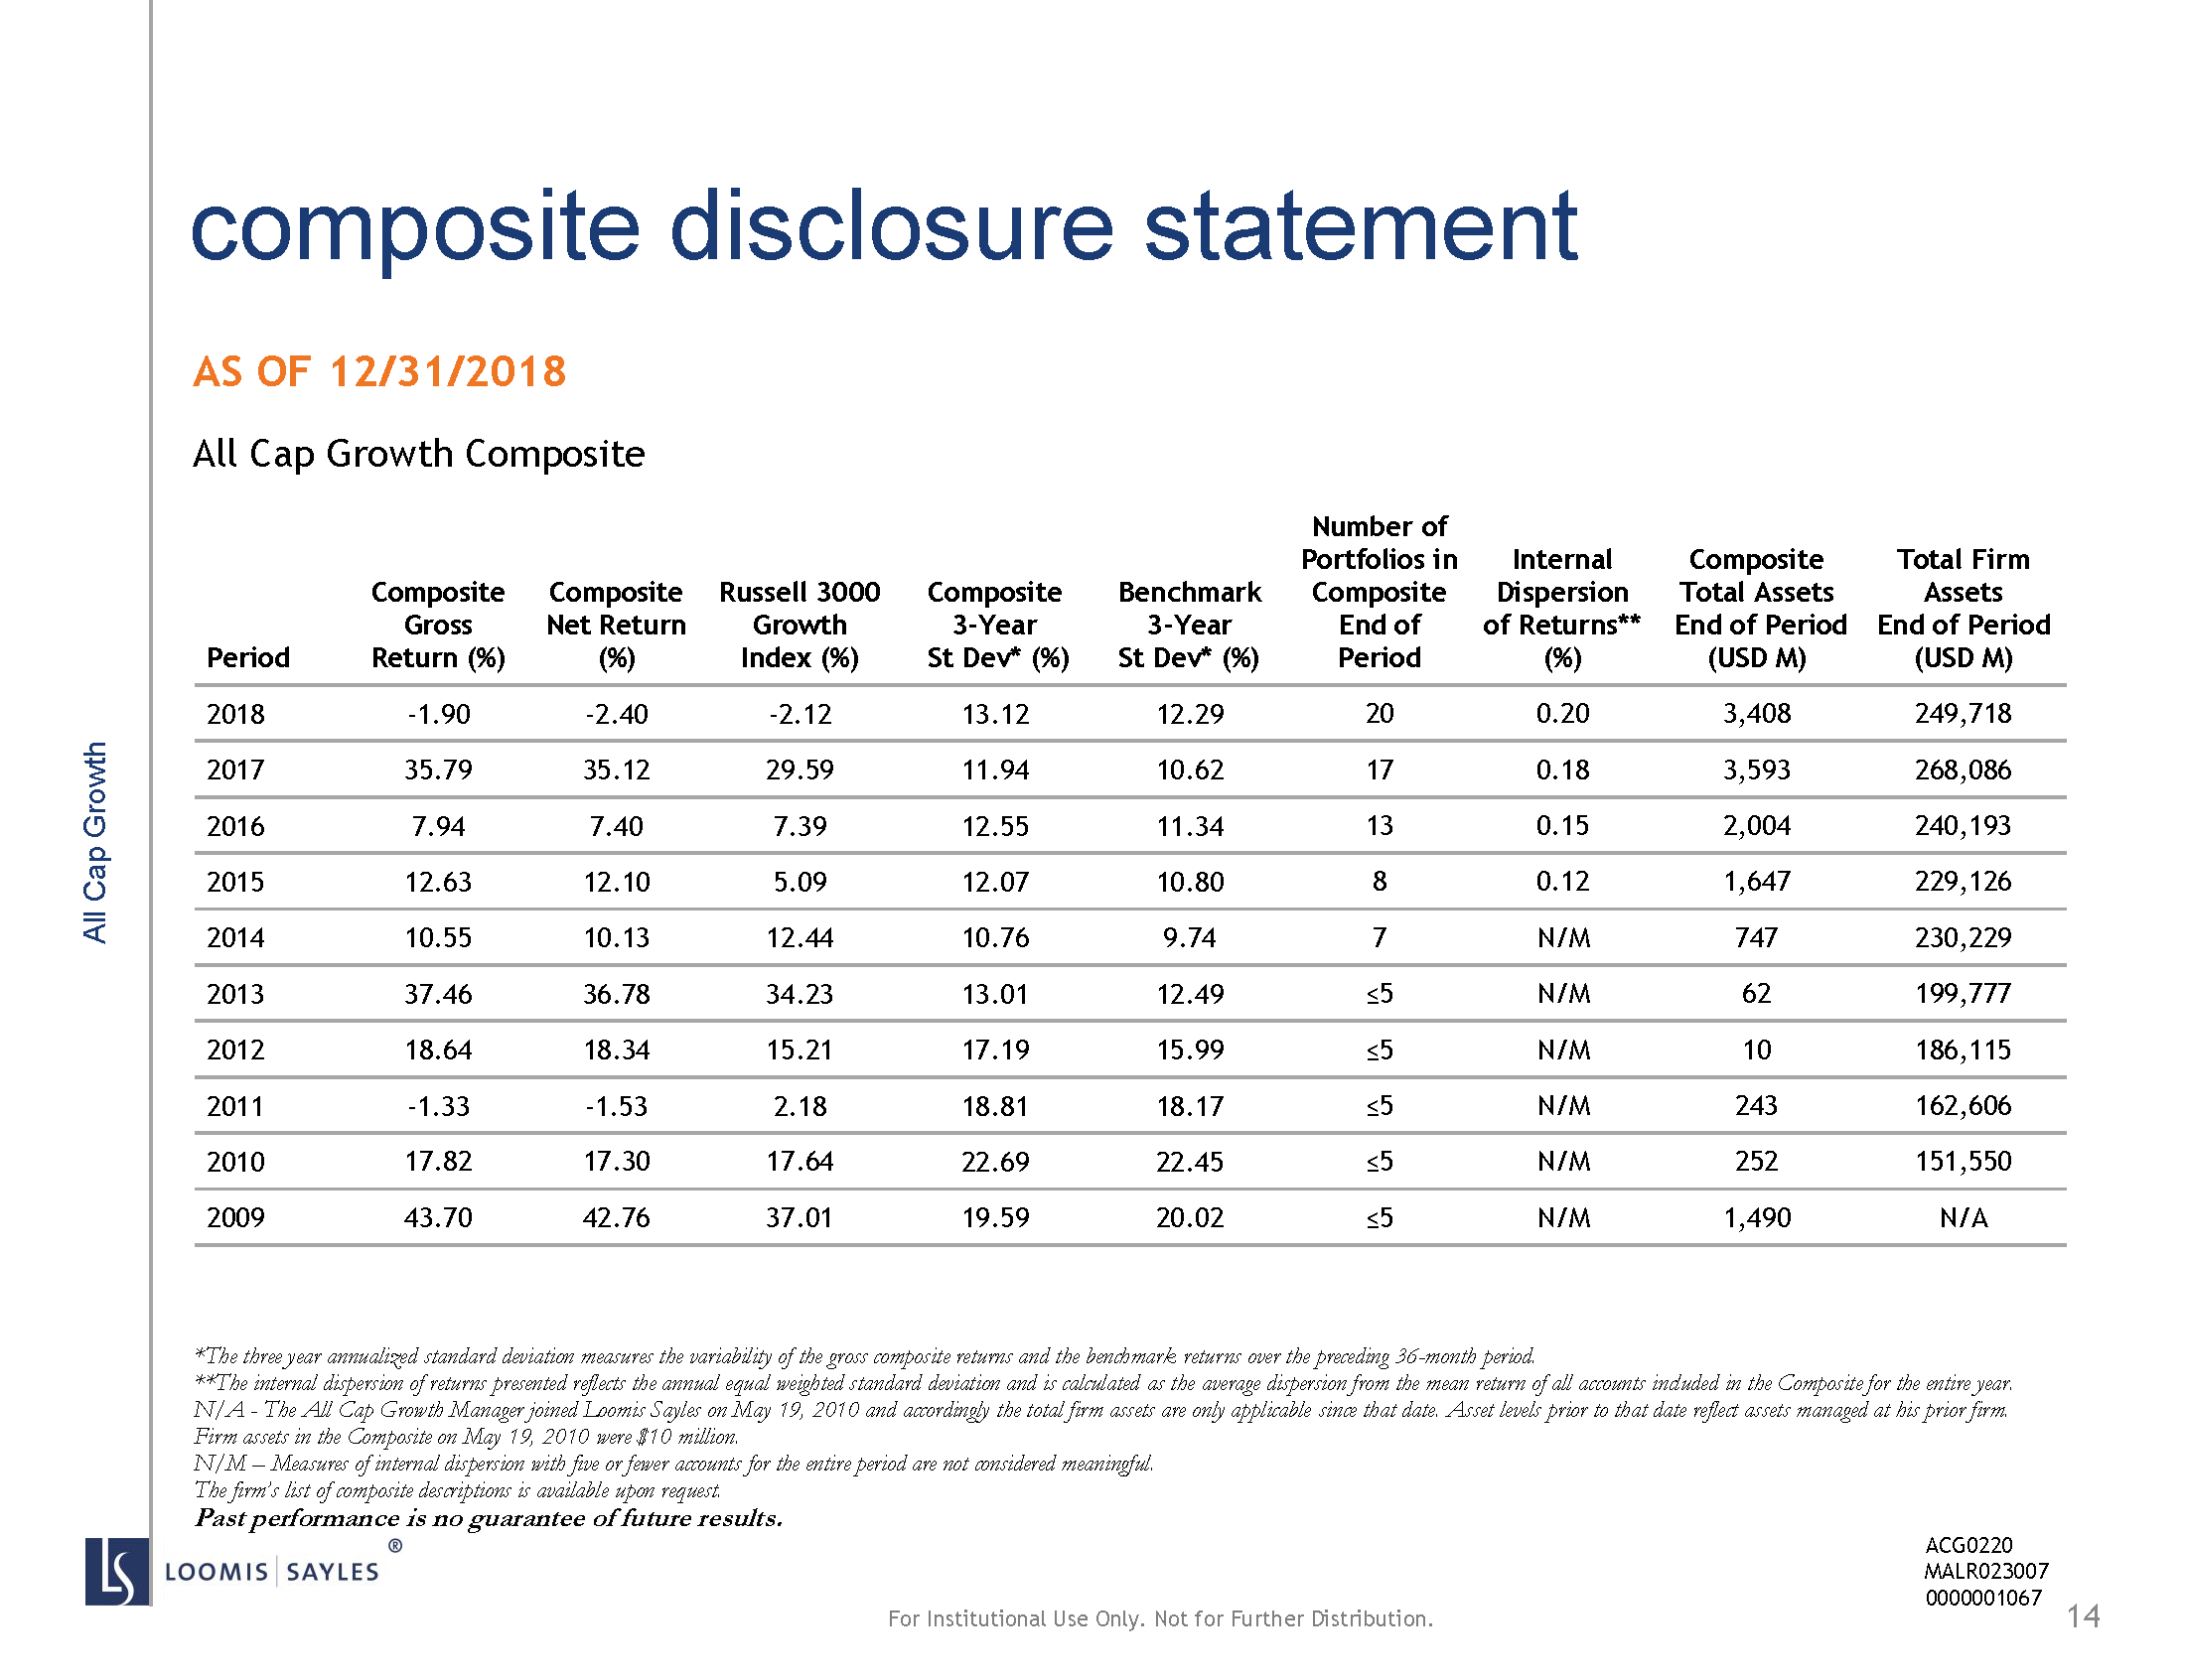 composite disclosure statement
AS OF 12/31/2018
All Cap Growth Composite
Number of
Portfolios in Internal Composite Total Firm
Composite Composite Russell 3000 Composite Benchmark Composite Dispersion Total Assets Assets
Gross Net Return Growth 3-Year 3-Year End of of Returns** End of Period End of Period
Period Return (%) (%) Index (%) St Dev* (%) St Dev* (%) Period (%) (USD M) (USD M)
2018 -1.90 -2.40 -2.12 13.12 12.29 20 0.20 3,408 249,718
2017 35.79 35.12 29.59 11.94 10.62 17 0.18 3,593 268,086
2016 7.94 7.40 7.39 12.55 11.34 13 0.15 2,004 240,193
2015 12.63 12.10 5.09 12.07 10.80 8 0.12 1,647 229,126
2014 10.55 10.13 12.44 10.76 9.74 7 N/M 747 230,229
2013 37.46 36.78 34.23 13.01 12.49 ≤5 N/M 62 199,777
2012 18.64 18.34 15.21 17.19 15.99 ≤5 N/M 10 186,115
2011 -1.33 -1.53 2.18 18.81 18.17 ≤5 N/M 243 162,606
2010 17.82 17.30 17.64 22.69 22.45 ≤5 N/M 252 151,550
2009 43.70 42.76 37.01 19.59 20.02 ≤5 N/M 1,490 N/A
All Cap Growth
*The three year annualized standard deviation measures the variability of the gross composite returns and the benchmark returns over the preceding 36-month period.
**The internal dispersion of returns presented reflects the annual equal weighted standard deviation and is calculated as the average dispersion from the mean return of all accounts included in the Composite for the entire year.
N/A - The All Cap Growth Manager joined Loomis Sayles on May 19, 2010 and accordingly the total firm assets are only applicable since that date. Asset levels prior to that date reflect assets managed at his prior firm.
Firm assets in the Composite on May 19, 2010 were $10 million.
N/M – Measures of internal dispersion with five or fewer accounts for the entire period are not considered meaningful.
The firm's list of composite descriptions is available upon request.
Past performance is no guarantee of future results.
LS LOOMIS SAYLES ®
ACG0220
MALR023007
0000001067
For Institutional Use Only. Not for Further Distribution.
14